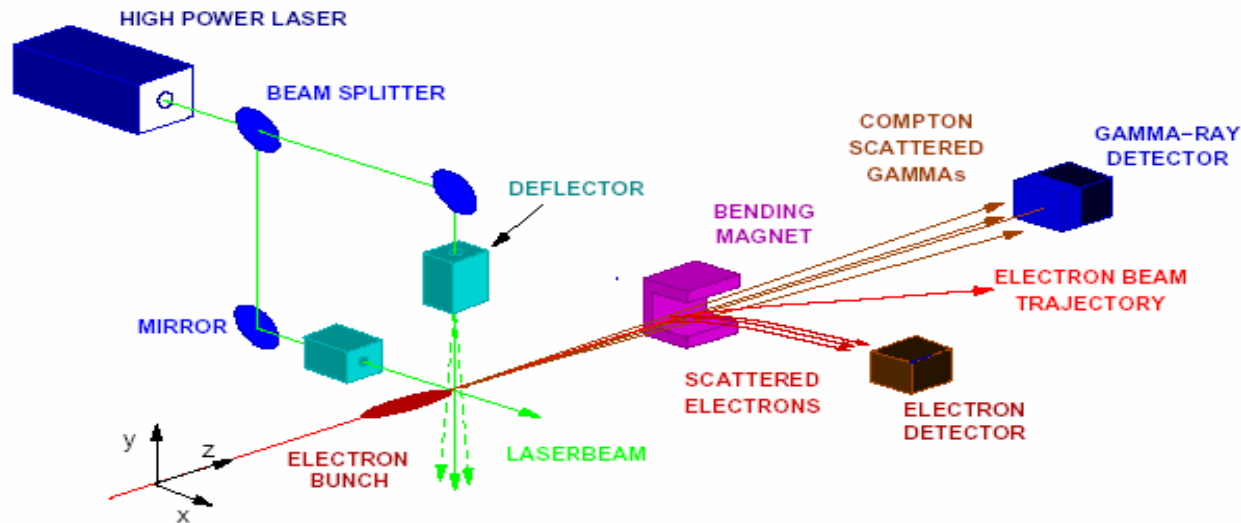 HIGH POWER LASER
BEAM SPLITTER
COMPTON
SCATTERED
GAMMAs
GAMMA-RAY
DETECTOR
DEFLECTOR
BENDING
MAGNET
ELECTRON BEAM
TRAJECTORY
MIRROR
SCATTERED
ELECTRONS
ELECTRON
DETECTOR
LASERBEAM
ELECTRON
BUNCH
y
z
x